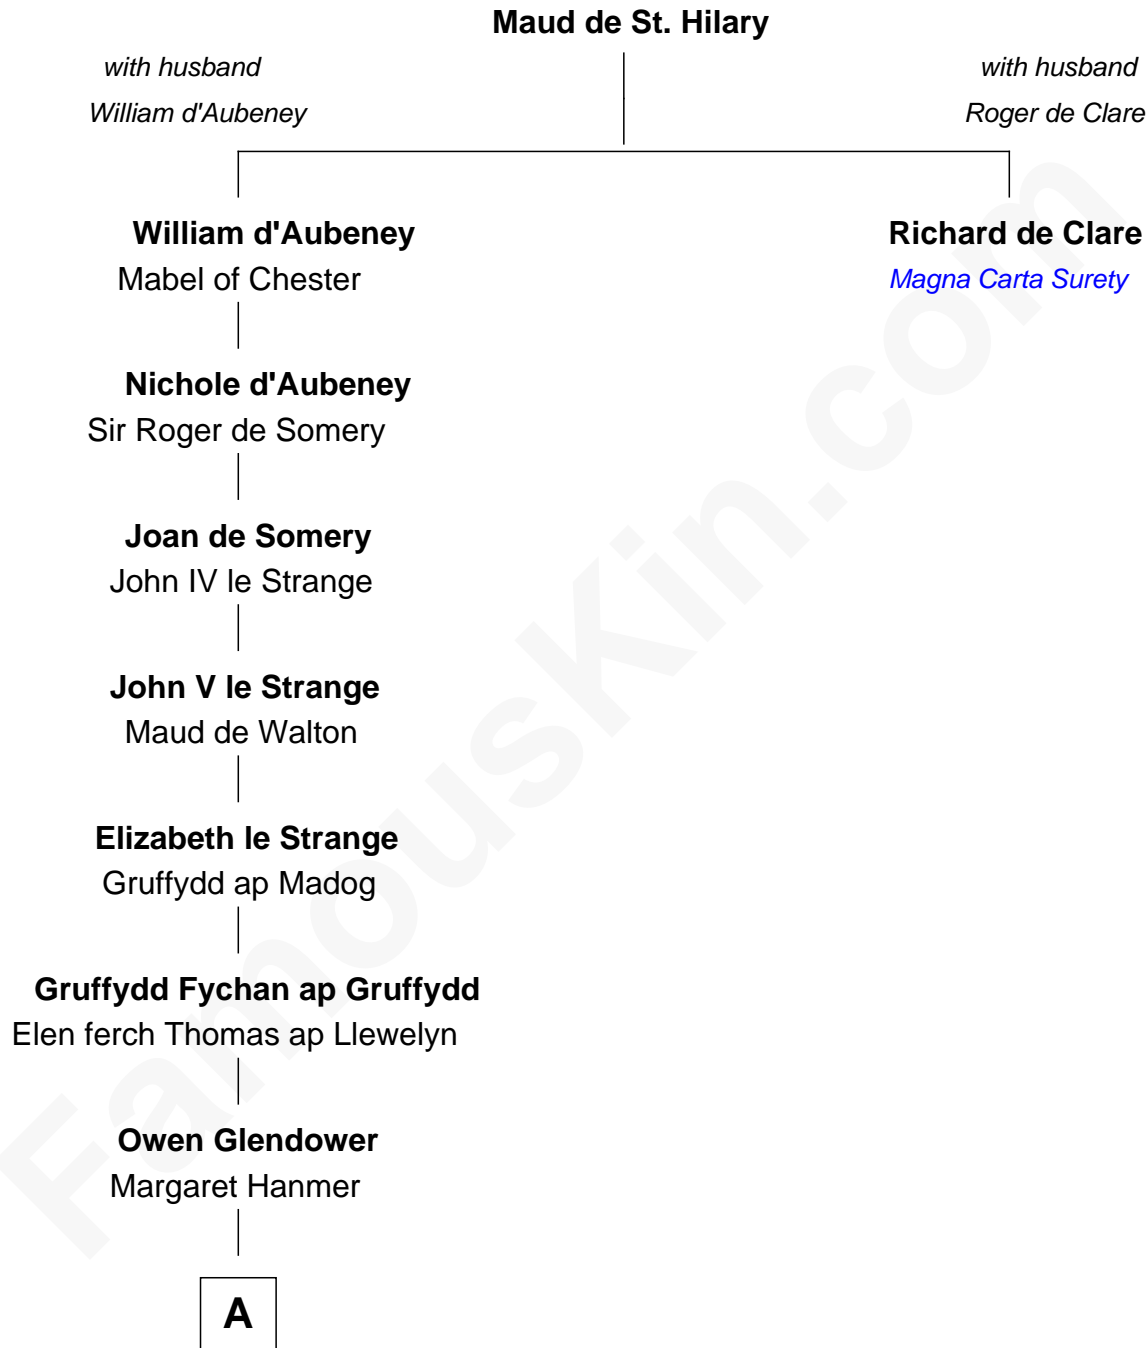 Maud de St. Hilary
with husband
William d'Aubeney
with husband
Roger de Clare
William d'Aubeney
Mabel of Chester
Richard de Clare
Magna Carta Surety
Nichole d'Aubeney
Sir Roger de Somery
Joan de Somery
John IV le Strange
John V le Strange
Maud de Walton
Elizabeth le Strange
Gruffydd ap Madog
Gruffydd Fychan ap Gruffydd
Elen ferch Thomas ap Llewelyn
Owen Glendower
Margaret Hanmer
A
FamousKin.com